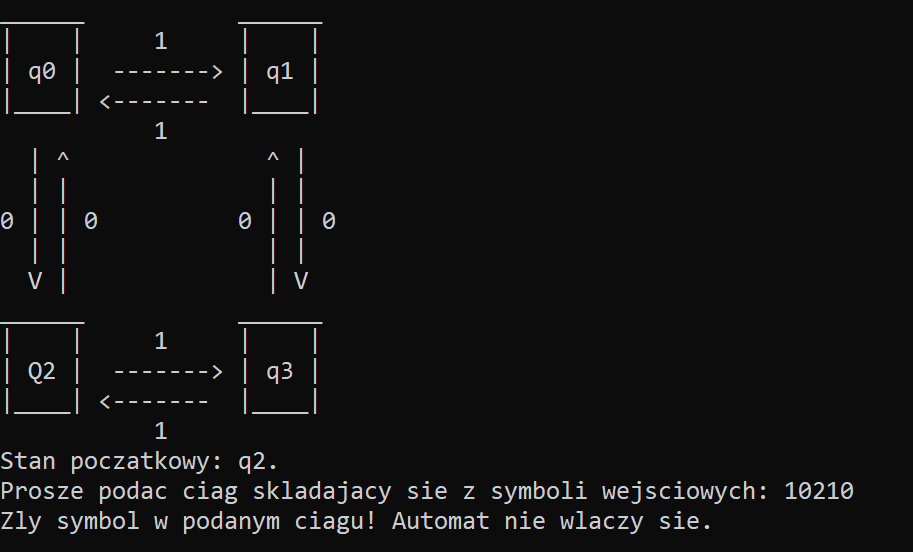 ______           ______
|    |     1     |    |
| q0 |  -------> | q1 |
|____| <-------  |____|
           1
  | ^              ^ |
  | |              | |
0 | | 0          0 | | 0
  | |              | |
  V |              | V
______           ______
|    |     1     |    |
| Q2 |  -------> | q3 |
|____| <-------  |____|
           1
Stan poczatkowy: q2.
Prosze podac ciag skladajacy sie z symboli wejsciowych: 10210
Zly symbol w podanym ciagu! Automat nie wlaczy sie.